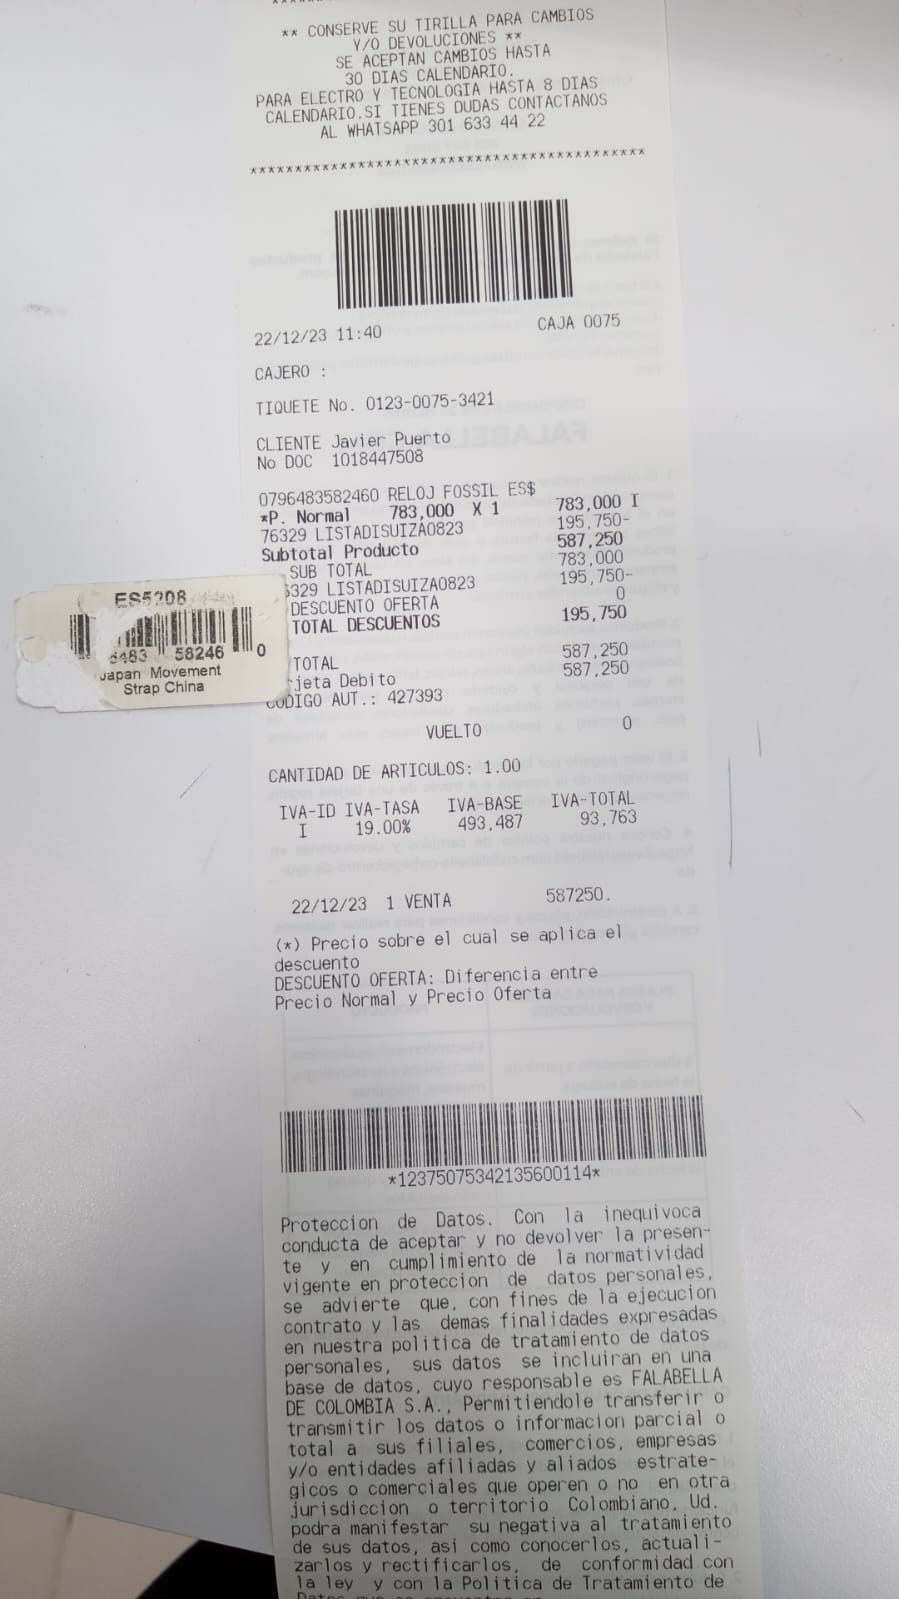 ** CONSERVE SU TIRILLA PARA CAMBIOS
Y/O DEVOLUCIONES **
SE ACEPTAN CAMBIOS HASTA
30 DIAS CALENDARIO.
PARA ELECTRO Y TECNOLOGIA HASTA 8 DIAS
CALENDARIO.SI TIENES DUDAS CONTACTANOS
AL WHATSAPP 301 633 44 22
*******************************************
22/12/23 11:40 CAJA 0075
CAJERO :
TIQUETE No. 0123-0075-3421
CLIENTE Javier Puerto
No DOC 1018447508
0796483582460 RELOJ FOSSIL ES$ 783,000 I
*P. Normal 783,000 X 1
76329 LISTADISUIZA0823 195,750-
Subtotal Producto 587,250
SUB TOTAL 783,000
6329 LISTADISUIZA0823 195,750-
DESCUENTO OFERTA 0
TOTAL DESCUENTOS 195,750
TOTAL 587,250
rjeta Debito 587,250
CODIGO AUT.: 427393
VUELTO 0
CANTIDAD DE ARTICULOS: 1.00
IVA-ID IVA-TASA IVA-BASE IVA-TOTAL
I 19.00% 493,487 93,763
22/12/23 1 VENTA 587250.
(*) Precio sobre el cual se aplica el
descuento
DESCUENTO OFERTA: Diferencia entre
Precio Normal y Precio Oferta
*12375075342135600114*
Proteccion de Datos. Con la inequivoca
conducta de aceptar y no devolver la presen-
te y en cumplimiento de la normatividad
vigente en proteccion de datos personales,
se advierte que, con fines de la ejecucion
contrato y las demas finalidades expresadas
en nuestra politica de tratamiento de datos
personales, sus datos se incluiran en una
base de datos, cuyo responsable es FALABELLA
DE COLOMBIA S.A., Permitiendole transferir o
transmitir los datos o informacion parcial o
total a sus filiales, comercios, empresas
y/o entidades afiliadas y aliados estrate-
gicos o comerciales que operen o no en otra
jurisdiccion o territorio Colombiano, Ud.
podra manifestar su negativa al tratamiento
de sus datos, asi como conocerlos, actuali-
zarlos y rectificarlos, de conformidad con
la ley y con la Politica de Tratamiento de
ES5208
6483 58246 0
Japan Movement
Strap China